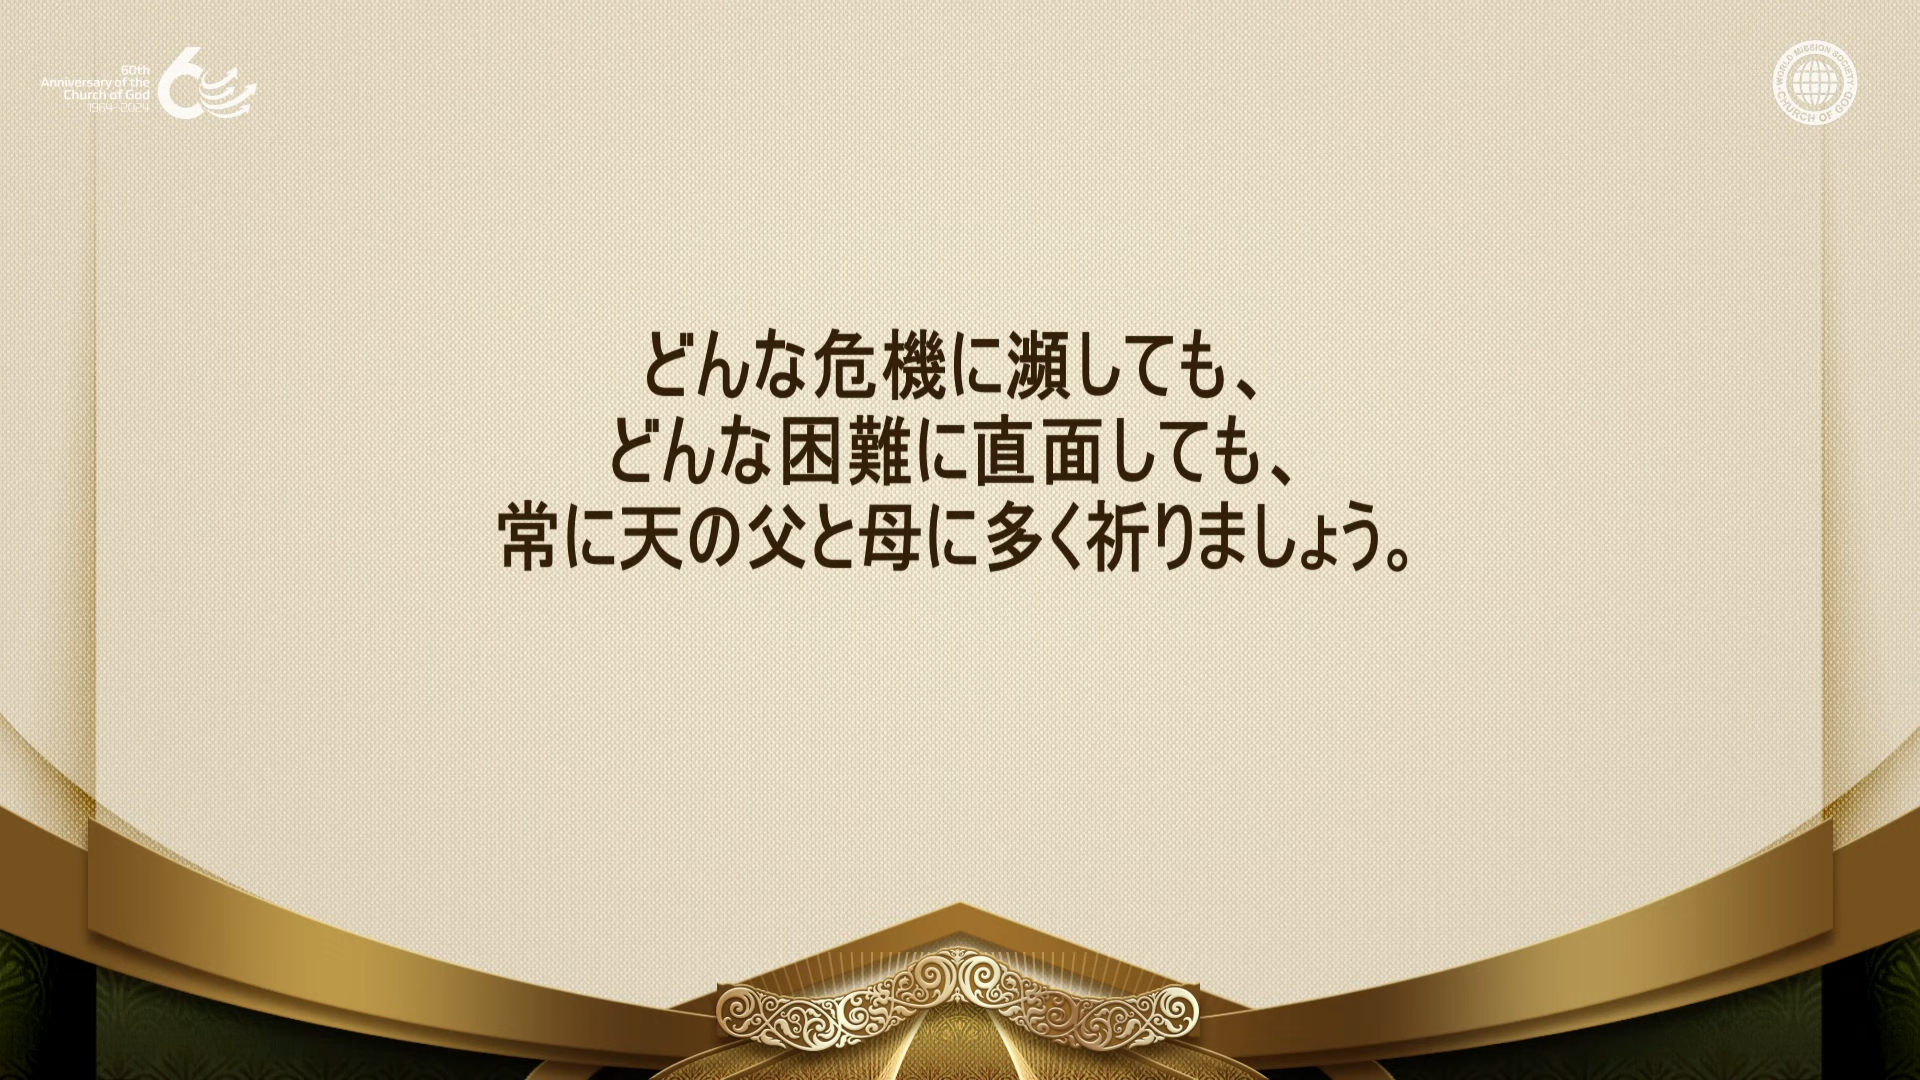 60th
Anniversary of the
Church of God
1964–2024
WORLD MISSION SOCIETY
CHURCH OF GOD
どんな危機に瀕しても、
どんな困難に直面しても、
常に天の父と母に多く祈りましょう。